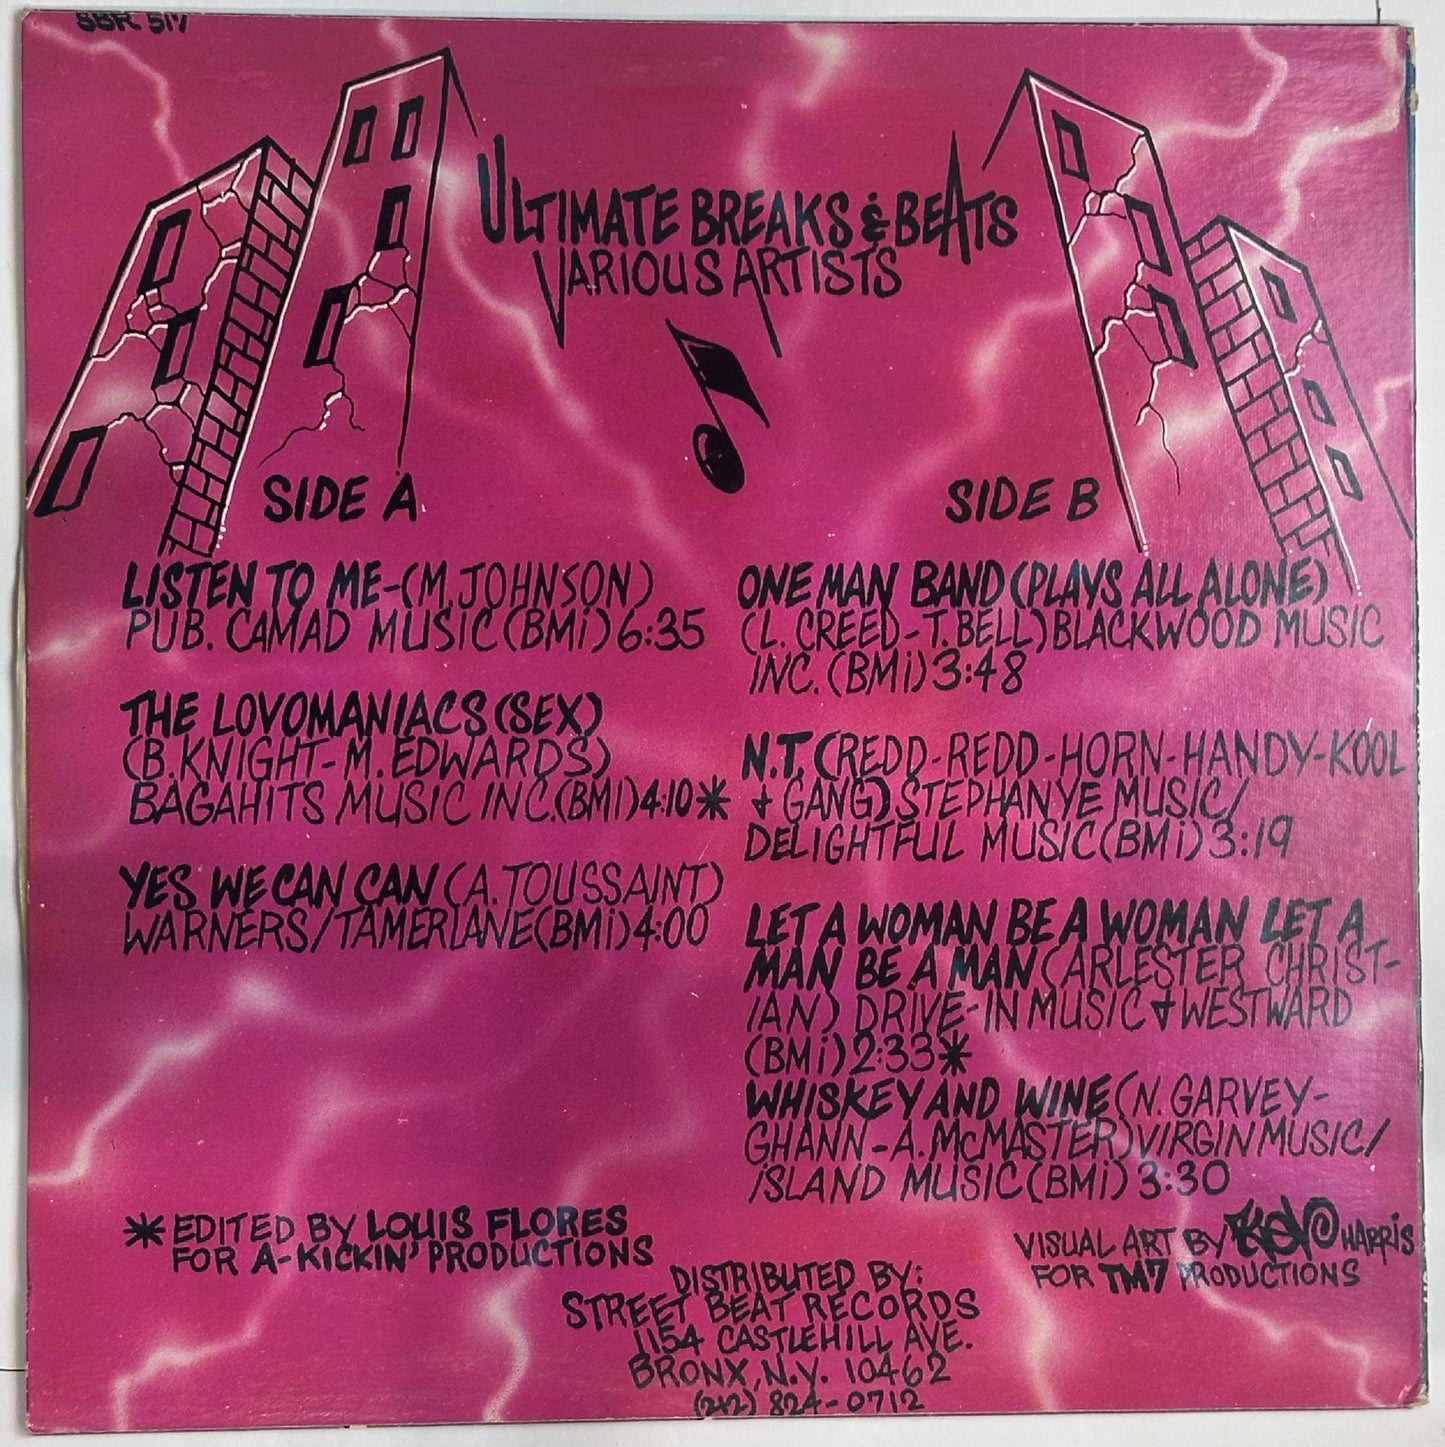 SBR 517
ULTIMATE BREAKS & BEATS
VARIOUS ARTISTS
SIDE A
LISTEN TO ME-(M. JOHNSON)
PUB. CAMAD MUSIC (BMi) 6:35
THE LOVOMANIACS (SEX)
(B. KNIGHT-M. EDWARDS)
BAGAHITS MUSIC INC. (BMI) 4:10*
YES WE CAN CAN (A. TOUSSAINT)
WARNERS/TAMERLANE (BMi) 4:00
* EDITED BY LOUIS FLORES
FOR A-KICKIN' PRODUCTIONS
SIDE B
ONE MAN BAND (PLAYS ALL ALONE)
(L. CREED-T. BELL) BLACKWOOD MUSIC
INC. (BMi) 3:48
N.T. (REDD-REDD-HORN-HANDY-KOOL
+ GANG) STEPHANYE MUSIC/
DELIGHTFUL MUSIC (BMi) 3:19
LET A WOMAN BE A WOMAN LET A
MAN BE A MAN (ARLESTER CHRIST-
IAN) DRIVE-IN MUSIC + WESTWARD
(BMi) 2:33*
WHISKEY AND WINE (N. GARVEY-
GHANN-A. McMASTER) VIRGIN MUSIC/
ISLAND MUSIC (BMi) 3:30
VISUAL ART BY HARRIS
FOR TM7 PRODUCTIONS
DISTRIBUTED BY:
STREET BEAT RECORDS
1154 CASTLEHILL AVE.
BRONX, N.Y. 10462
(212) 824-0712